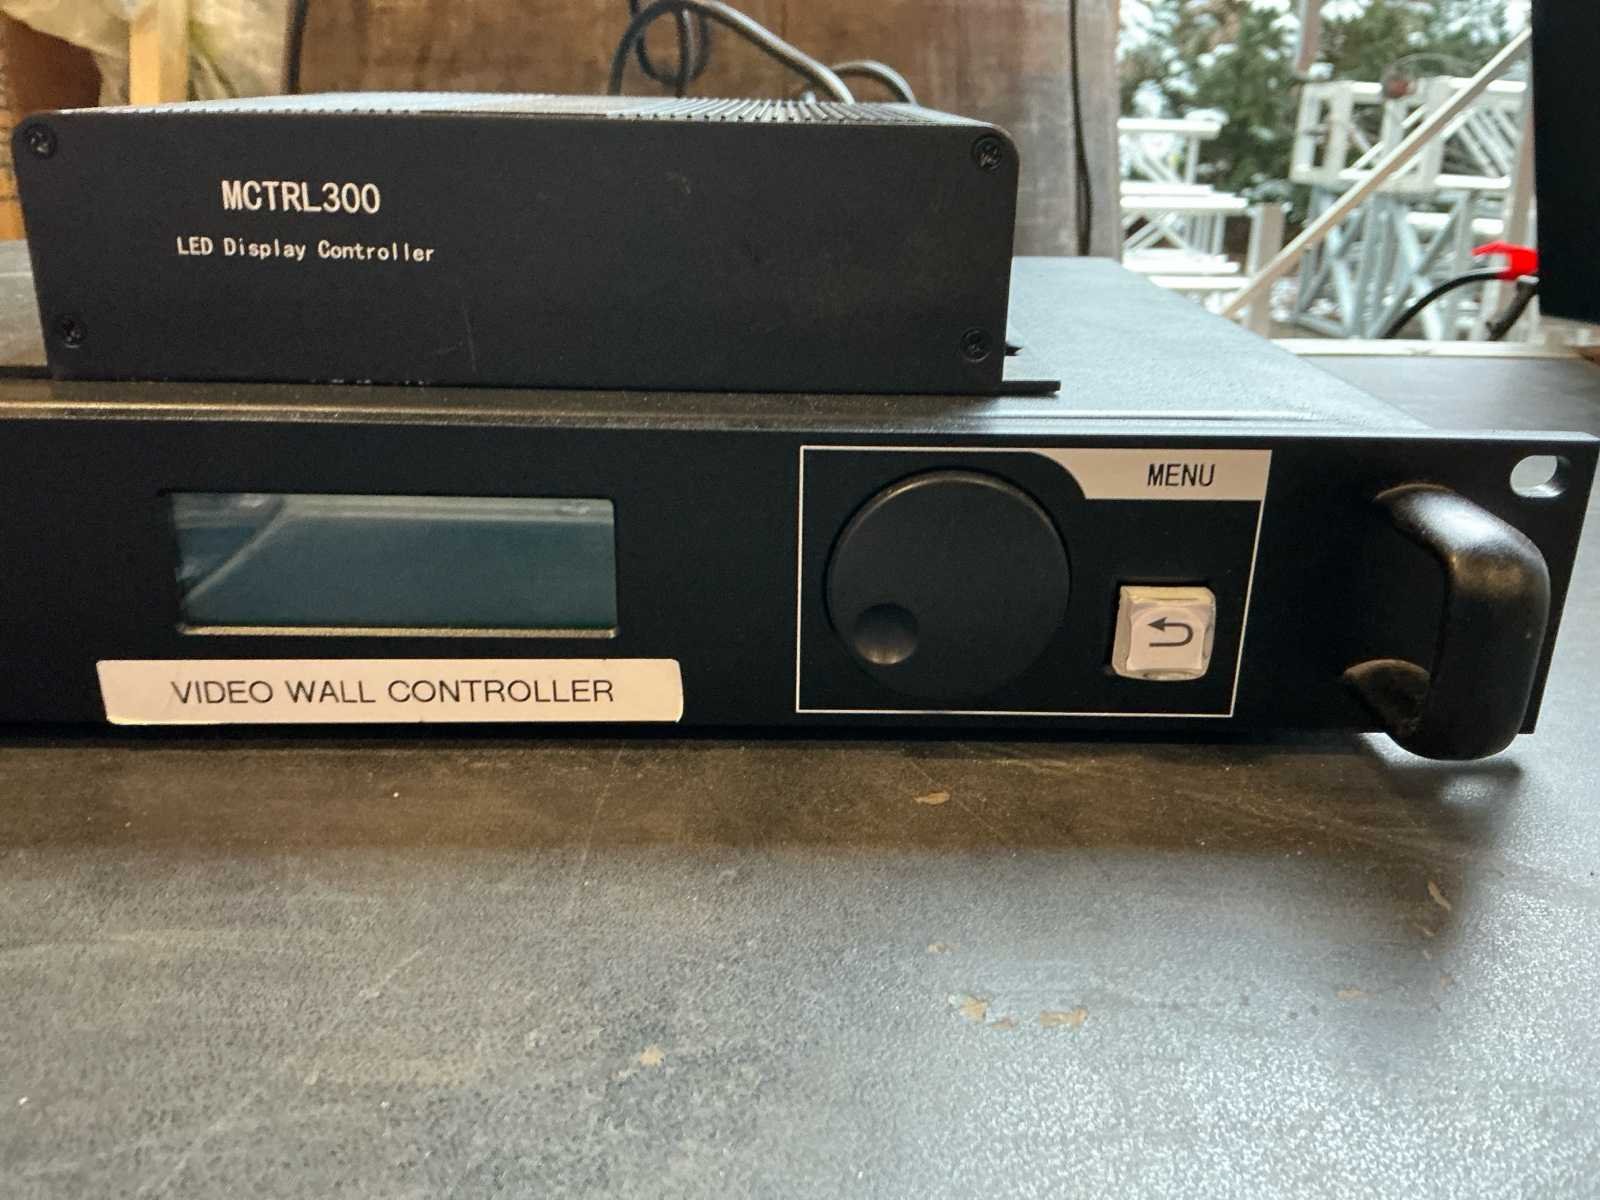 MCTRL300
LED Display Controller
MENU
VIDEO WALL CONTROLLER